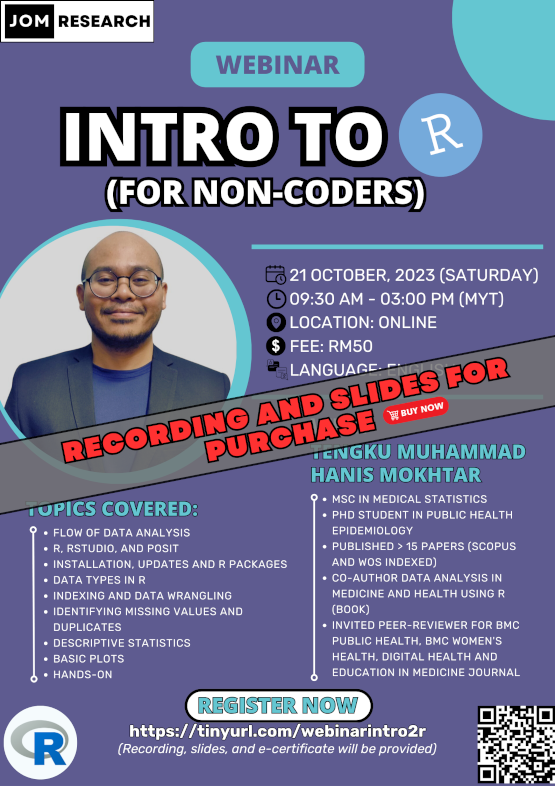 JOM RESEARCH
WEBINAR
INTRO TO R
(FOR NON-CODERS)
21 OCTOBER, 2023 (SATURDAY)
09:30 AM - 03:00 PM (MYT)
LOCATION: ONLINE
FEE: RM50
LANGUAGE: ENGLISH
RECORDING AND SLIDES FOR
PURCHASE
BUY NOW
TENGKU MUHAMMAD
HANIS MOKHTAR
MSC IN MEDICAL STATISTICS
PHD STUDENT IN PUBLIC HEALTH
EPIDEMIOLOGY
PUBLISHED > 15 PAPERS (SCOPUS
AND WOS INDEXED)
CO-AUTHOR DATA ANALYSIS IN
MEDICINE AND HEALTH USING R
(BOOK)
INVITED PEER-REVIEWER FOR BMC
PUBLIC HEALTH, BMC WOMEN'S
HEALTH, DIGITAL HEALTH AND
EDUCATION IN MEDICINE JOURNAL
TOPICS COVERED:
FLOW OF DATA ANALYSIS
R, RSTUDIO, AND POSIT
INSTALLATION, UPDATES AND R PACKAGES
DATA TYPES IN R
INDEXING AND DATA WRANGLING
IDENTIFYING MISSING VALUES AND
DUPLICATES
DESCRIPTIVE STATISTICS
BASIC PLOTS
HANDS-ON
REGISTER NOW
https://tinyurl.com/webinarintro2r
(Recording, slides, and e-certificate will be provided)
R